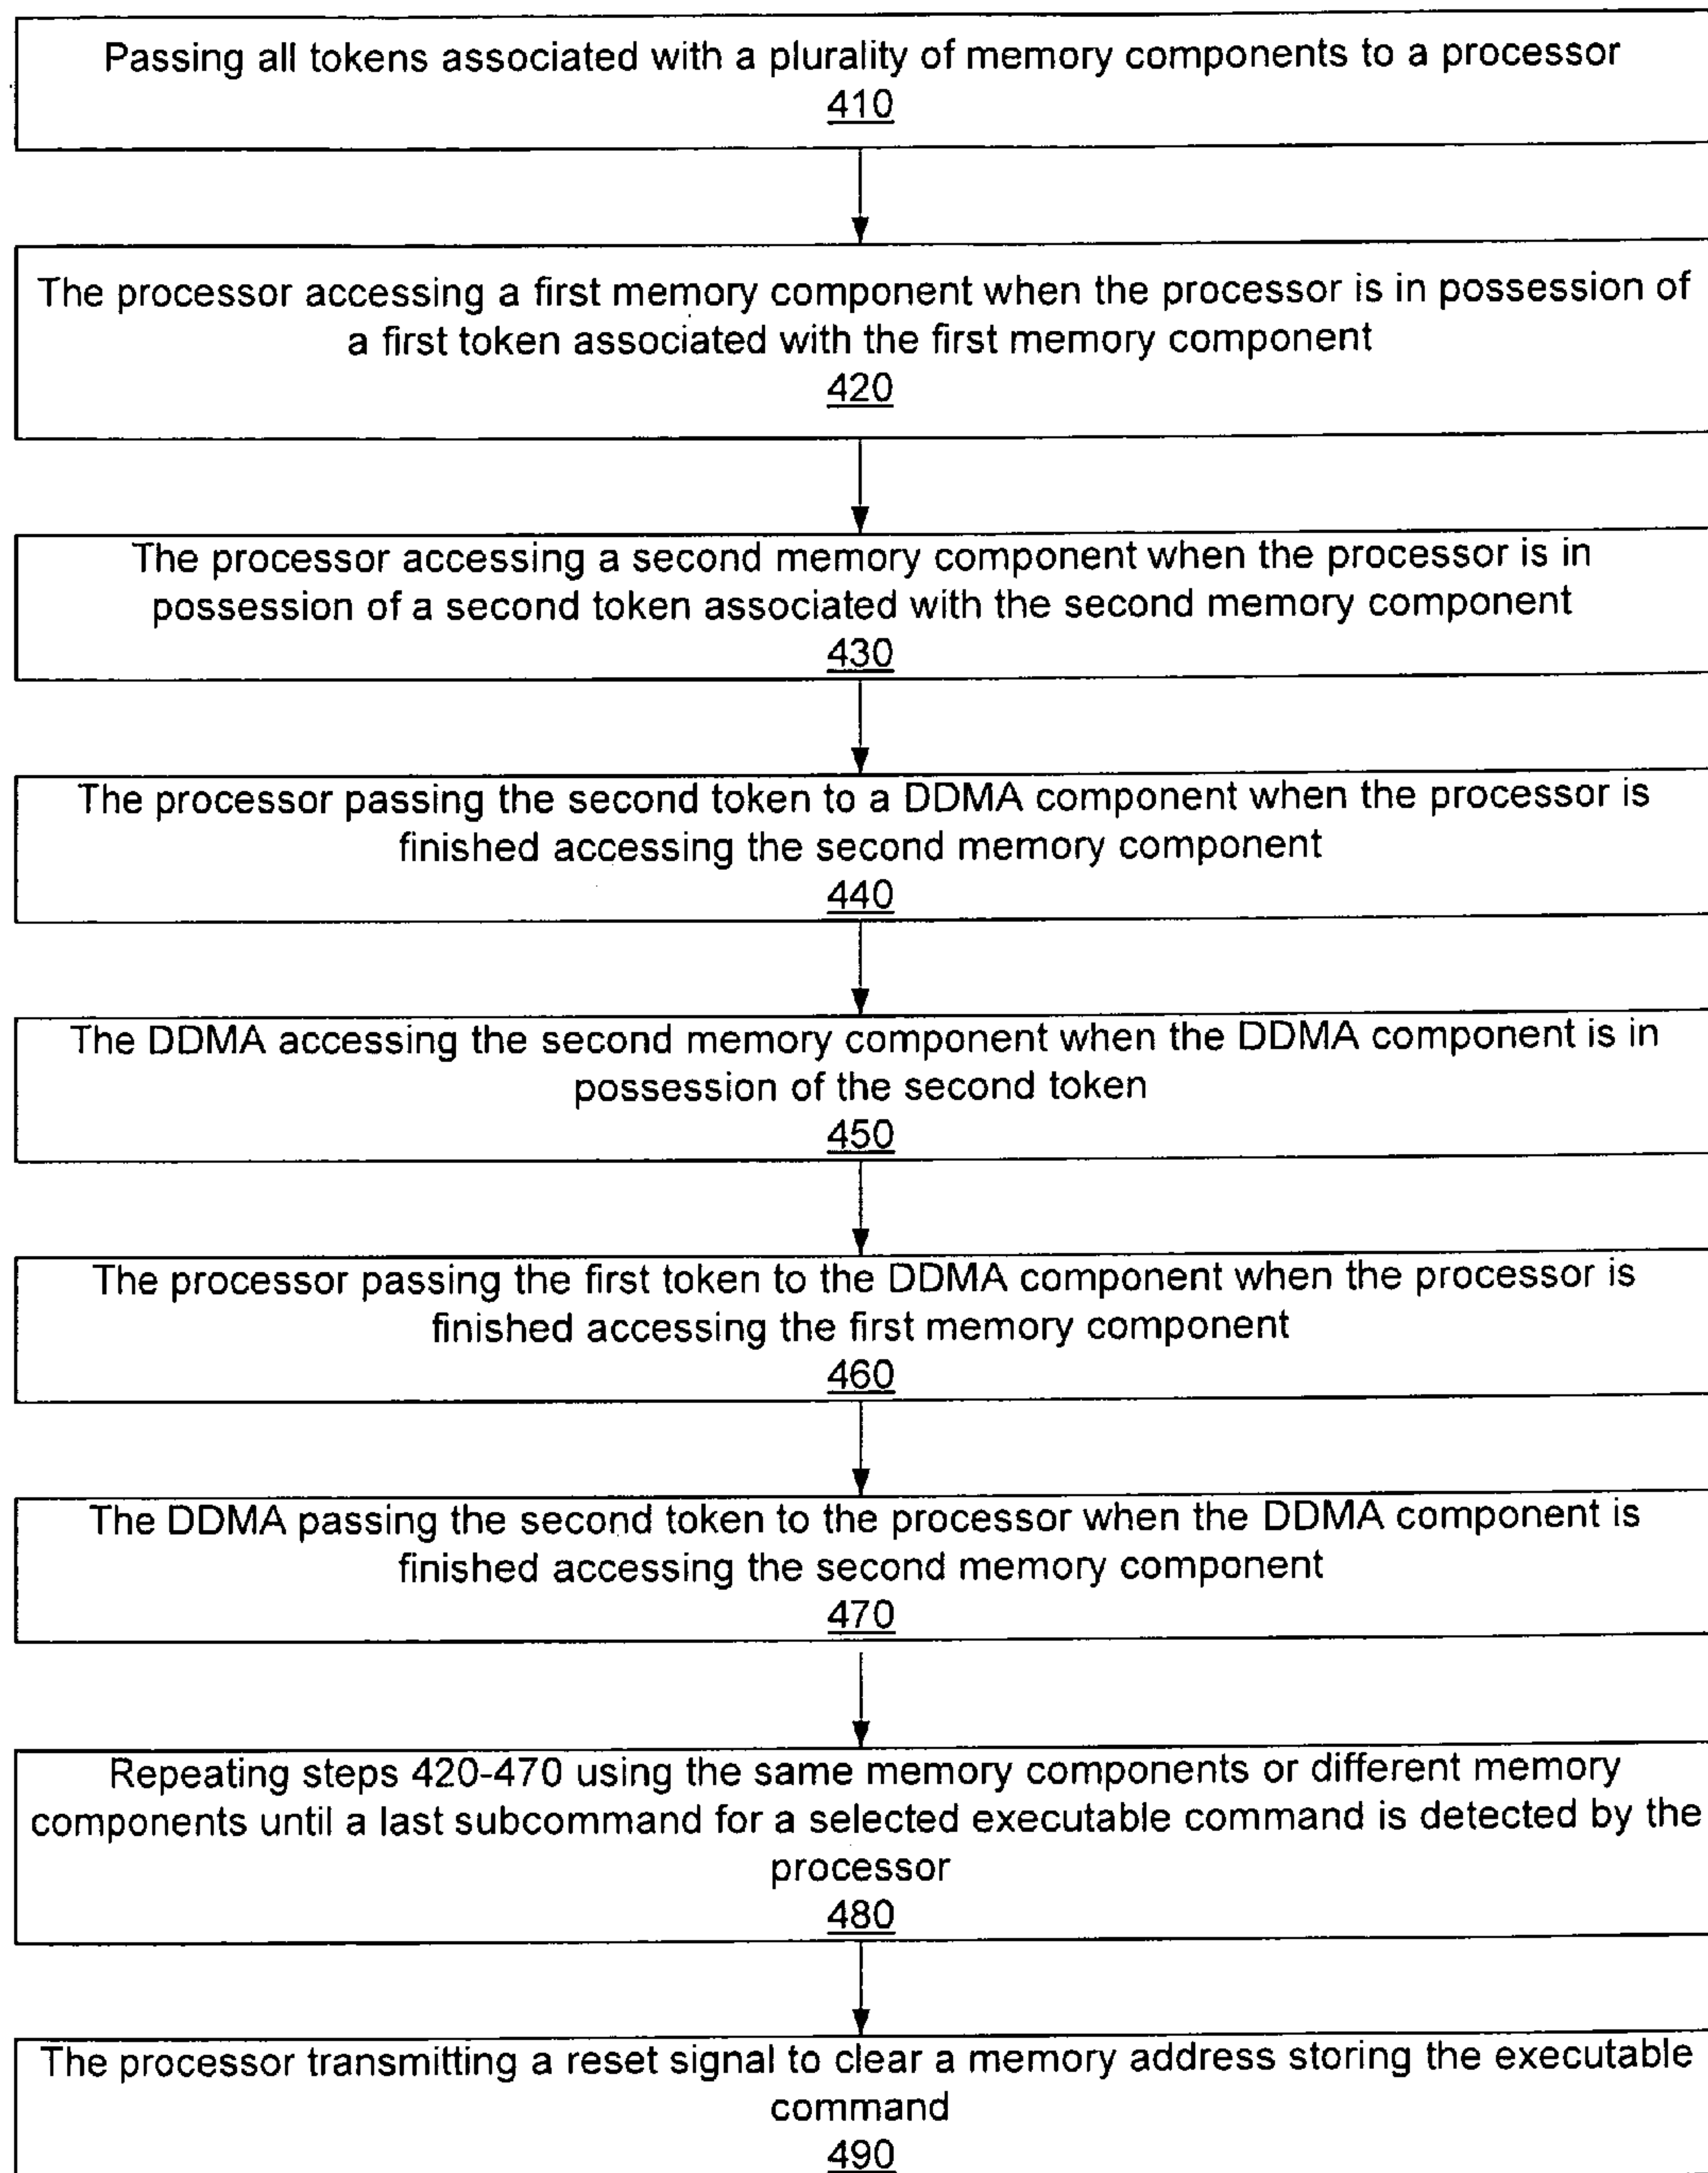 Passing all tokens associated with a plurality of memory components to a processor
410
The processor accessing a first memory component when the processor is in possession of
a first token associated with the first memory component
420
The processor accessing a second memory component when the processor is in
possession of a second token associated with the second memory component
430
The processor passing the second token to a DDMA component when the processor is
finished accessing the second memory component
440
The DDMA accessing the second memory component when the DDMA component is in
possession of the second token
450
The processor passing the first token to the DDMA component when the processor is
finished accessing the first memory component
460
The DDMA passing the second token to the processor when the DDMA component is
finished accessing the second memory component
470
Repeating steps 420-470 using the same memory components or different memory
components until a last subcommand for a selected executable command is detected by the
processor
480
The processor transmitting a reset signal to clear a memory address storing the executable
command
490